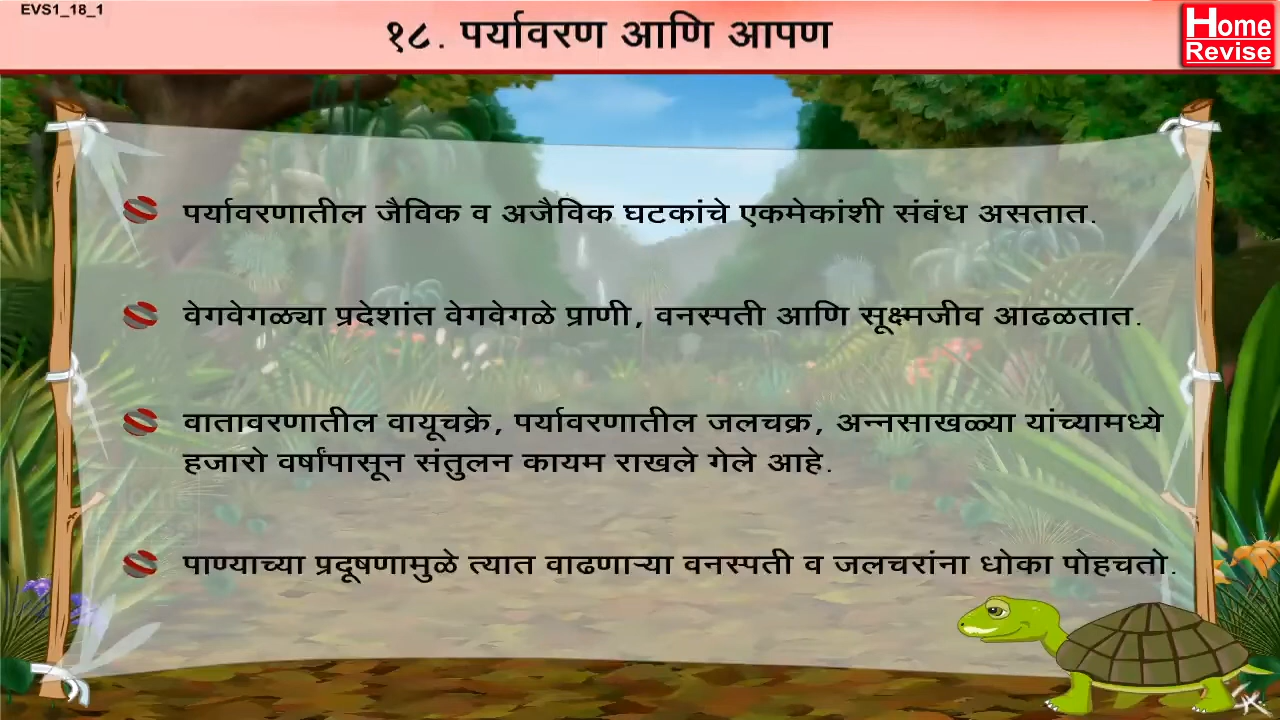 EVS1_18_1
१८. पर्यावरण आणि आपण
Home
Revise
पर्यावरणातील जैविक व अजैविक घटकांचे एकमेकांशी संबंध असतात.
वेगवेगळ्या प्रदेशांत वेगवेगळे प्राणी, वनस्पती आणि सूक्ष्मजीव आढळतात.
वातावरणातील वायूचक्रे, पर्यावरणातील जलचक्र, अन्नसाखळ्या यांच्यामध्ये
हजारो वर्षांपासून संतुलन कायम राखले गेले आहे.
पाण्याच्या प्रदूषणामुळे त्यात वाढणाऱ्या वनस्पती व जलचरांना धोका पोहचतो.